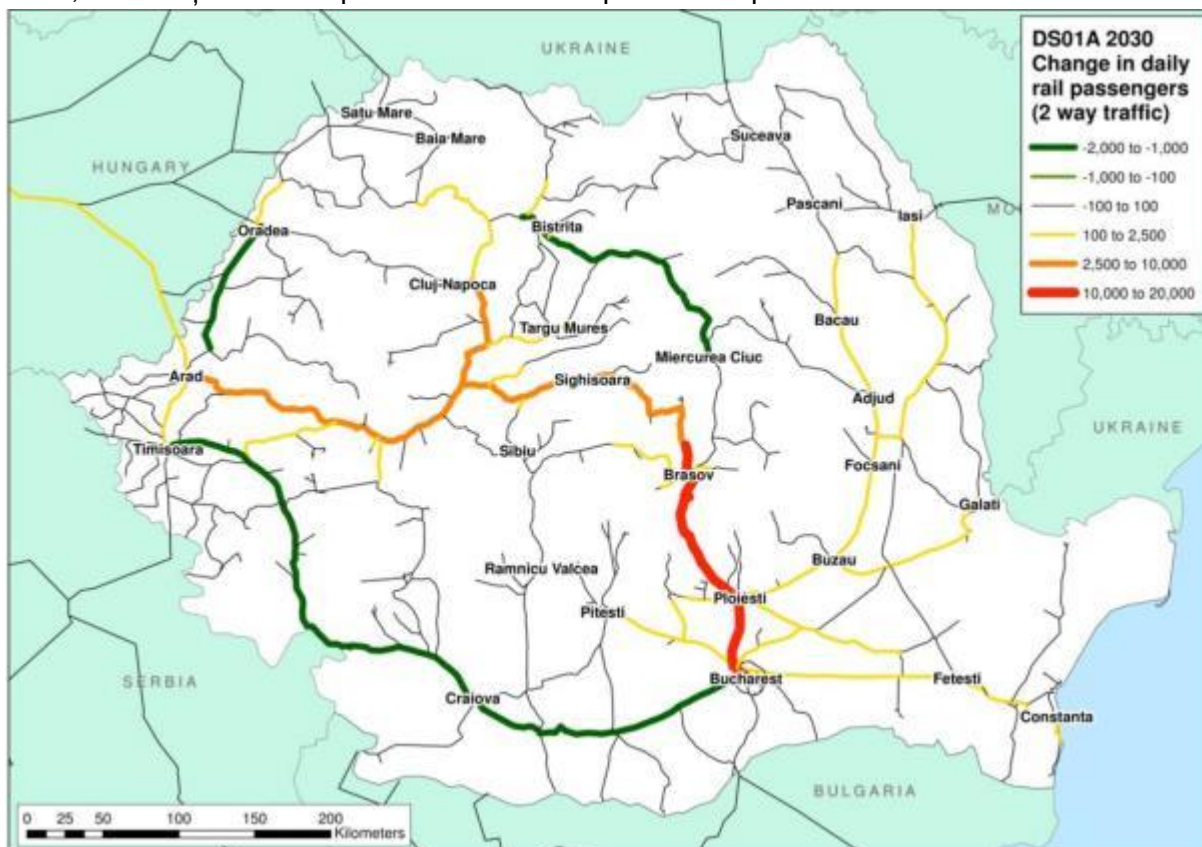 UKRAINE
DS01A 2030
Change in daily
rail passengers
(2 way traffic)
-2,000 to -1,000
-1,000 to -100
-100 to 100
100 to 2,500
2,500 to 10,000
10,000 to 20,000
Satu Mare
Baia Mare
Suceava
HUNGARY
Pascani
Iasi
MO
Oradea
Bistrita
Cluj-Napoca
Targu Mures
Bacau
Miercurea Ciuc
Arad
Sighisoara
Adjud
UKRAINE
Timisoara
Sibiu
Brasov
Focsani
Galati
Buzau
Ramnicu Valcea
Pitesti
Ploiesti
SERBIA
Bucharest
Fetesti
Craiova
Constanta
BULGARIA
0 25 50 100 150 200
Kilometers